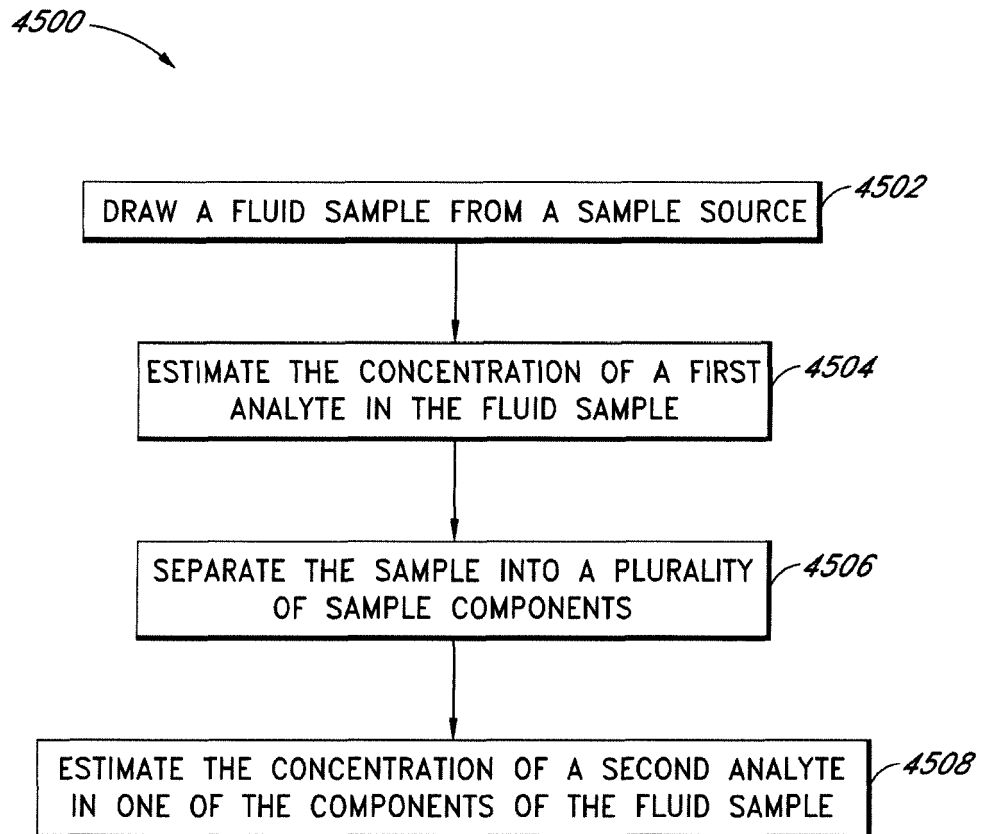 4500
DRAW A FLUID SAMPLE FROM A SAMPLE SOURCE
4502
ESTIMATE THE CONCENTRATION OF A FIRST
ANALYTE IN THE FLUID SAMPLE
4504
SEPARATE THE SAMPLE INTO A PLURALITY
OF SAMPLE COMPONENTS
4506
ESTIMATE THE CONCENTRATION OF A SECOND ANALYTE
IN ONE OF THE COMPONENTS OF THE FLUID SAMPLE
4508